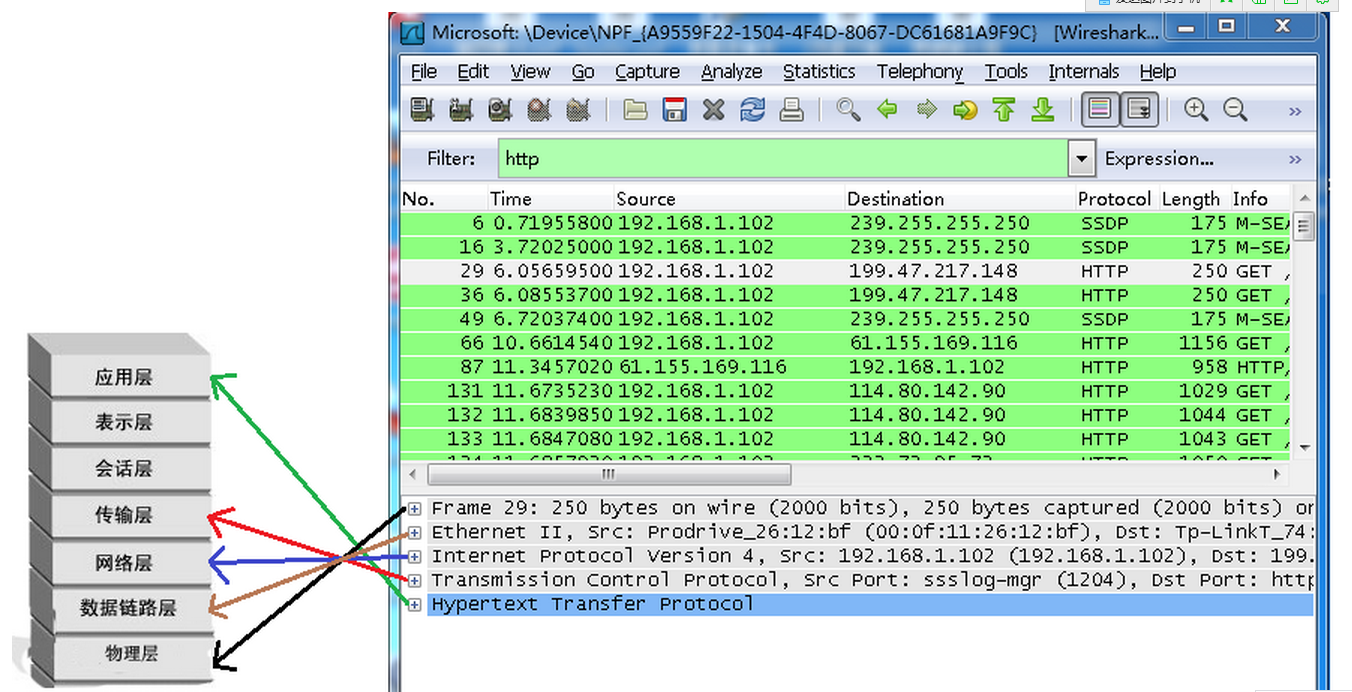 Microsoft: \Device\NPF_{A9559F22-1504-4F4D-8067-DC61681A9F9C} [Wireshark...
File Edit View Go Capture Analyze Statistics Telephony Tools Internals Help
Filter: http Expression...
No. Time Source Destination Protocol Length Info
6 0.71955800 192.168.1.102 239.255.255.250 SSDP 175 M-SEA
16 3.72025000 192.168.1.102 239.255.255.250 SSDP 175 M-SEA
29 6.05659500 192.168.1.102 199.47.217.148 HTTP 250 GET /
36 6.08553700 192.168.1.102 199.47.217.148 HTTP 250 GET /
49 6.72037400 192.168.1.102 239.255.255.250 SSDP 175 M-SEA
66 10.6614540 192.168.1.102 61.155.169.116 HTTP 1156 GET /
87 11.3457020 61.155.169.116 192.168.1.102 HTTP 958 HTTP/
131 11.6735230 192.168.1.102 114.80.142.90 HTTP 1029 GET /
132 11.6839850 192.168.1.102 114.80.142.90 HTTP 1044 GET /
133 11.6847080 192.168.1.102 114.80.142.90 HTTP 1043 GET /
Frame 29: 250 bytes on wire (2000 bits), 250 bytes captured (2000 bits) on
Ethernet II, Src: Prodrive_26:12:bf (00:0f:11:26:12:bf), Dst: Tp-LinkT_74:
Internet Protocol Version 4, Src: 192.168.1.102 (192.168.1.102), Dst: 199.
Transmission Control Protocol, Src Port: ssslog-mgr (1204), Dst Port: http
Hypertext Transfer Protocol
应用层
表示层
会话层
传输层
网络层
数据链路层
物理层